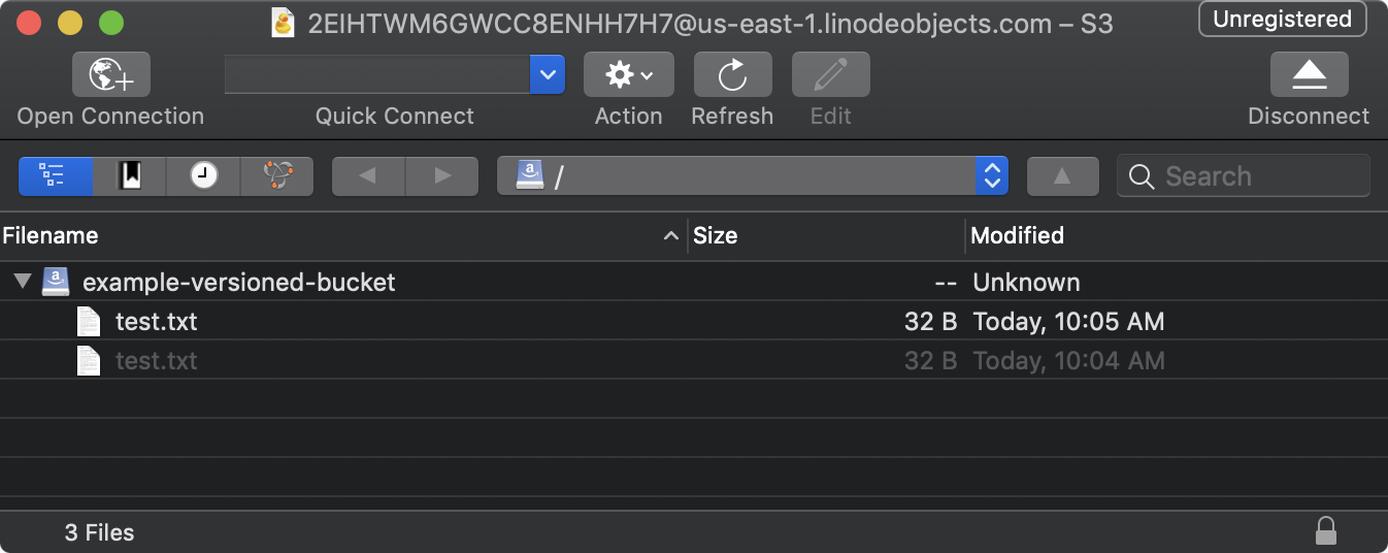 2EIHTWM6GWCC8ENHH7H7@us-east-1.linodeobjects.com – S3
Unregistered
Open Connection
Quick Connect
Action
Refresh
Edit
Disconnect
/
Search
Filename Size Modified
example-versioned-bucket -- Unknown
test.txt 32 B Today, 10:05 AM
test.txt 32 B Today, 10:04 AM
3 Files